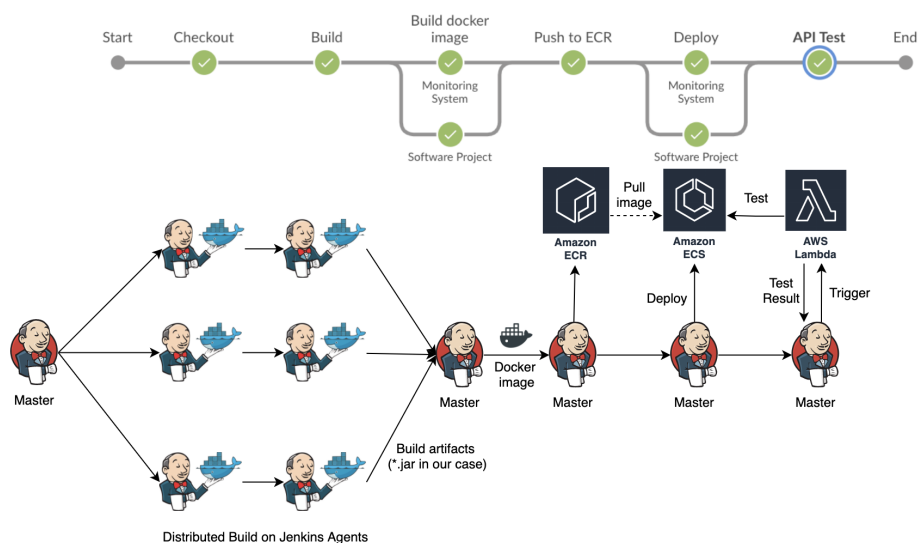 Start
Checkout
Build
Build docker
image
Push to ECR
Deploy
API Test
End
Monitoring
System
Monitoring
System
Software Project
Software Project
Pull
image
Test
Amazon
ECR
Amazon
ECS
AWS
Lambda
Deploy
Test
Result
Trigger
Master
Docker
image
Master
Master
Master
Master
Build artifacts
(*.jar in our case)
Distributed Build on Jenkins Agents